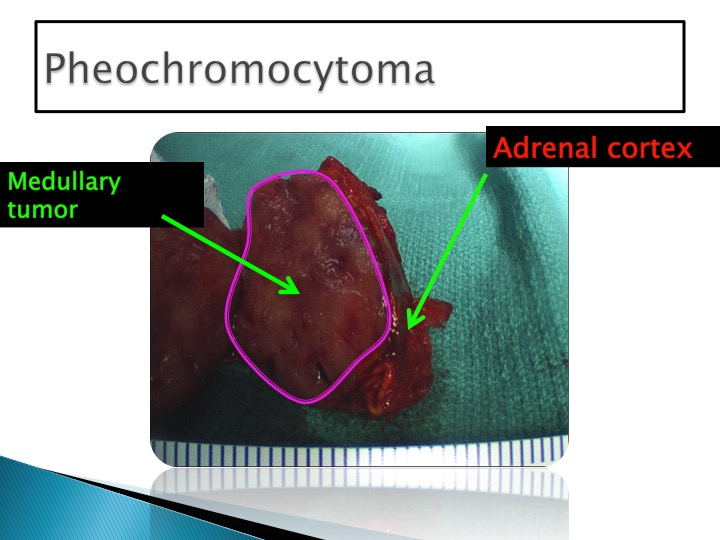 Pheochromocytoma
Adrenal cortex
Medullary
tumor